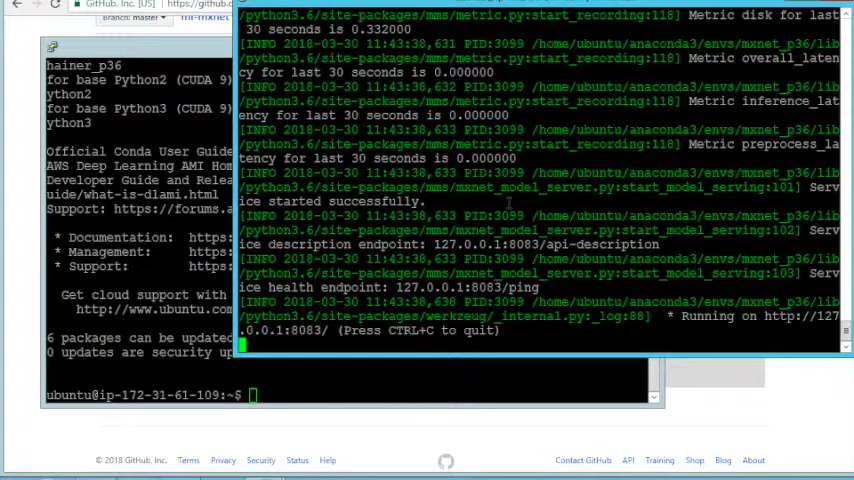 GitHub, Inc. [US]
https://github.c
Branch: master
hainer_p36
for base Python2 (CUDA 9)
ython2
for base Python3 (CUDA 9)
ython3
Official Conda User Guide
AWS Deep Learning AMI Hom
Developer Guide and Relea
uide/what-is-dlami.html
Support: https://forums.a
* Documentation: https:
* Management: https:
* Support: https:
Get cloud support with
http://www.ubuntu.com
6 packages can be updated
0 updates are security up
ubuntu@ip-172-31-61-109:~$
/python3.6/site-packages/mms/metric.py:start_recording:118] Metric disk for last
30 seconds is 0.332000
[INFO 2018-03-30 11:43:38,631 PID:3099 /home/ubuntu/anaconda3/envs/mxnet_p36/lib
/python3.6/site-packages/mms/metric.py:start_recording:118] Metric overall_laten
cy for last 30 seconds is 0.000000
[INFO 2018-03-30 11:43:38,632 PID:3099 /home/ubuntu/anaconda3/envs/mxnet_p36/lib
/python3.6/site-packages/mms/metric.py:start_recording:118] Metric inference_lat
ency for last 30 seconds is 0.000000
[INFO 2018-03-30 11:43:38,633 PID:3099 /home/ubuntu/anaconda3/envs/mxnet_p36/lib
/python3.6/site-packages/mms/metric.py:start_recording:118] Metric preprocess_la
tency for last 30 seconds is 0.000000
[INFO 2018-03-30 11:43:38,633 PID:3099 /home/ubuntu/anaconda3/envs/mxnet_p36/lib
/python3.6/site-packages/mms/mxnet_model_server.py:start_model_serving:101] Serv
ice started successfully.
[INFO 2018-03-30 11:43:38,633 PID:3099 /home/ubuntu/anaconda3/envs/mxnet_p36/lib
/python3.6/site-packages/mms/mxnet_model_server.py:start_model_serving:102] Serv
ice description endpoint: 127.0.0.1:8083/api-description
[INFO 2018-03-30 11:43:38,633 PID:3099 /home/ubuntu/anaconda3/envs/mxnet_p36/lib
/python3.6/site-packages/mms/mxnet_model_server.py:start_model_serving:103] Serv
ice health endpoint: 127.0.0.1:8083/ping
[INFO 2018-03-30 11:43:38,638 PID:3099 /home/ubuntu/anaconda3/envs/mxnet_p36/lib
/python3.6/site-packages/werkzeug/_internal.py:_log:88] * Running on http://127
.0.0.1:8083/ (Press CTRL+C to quit)
© 2018 GitHub, Inc. Terms Privacy Security Status Help
Contact GitHub API Training Shop Blog About